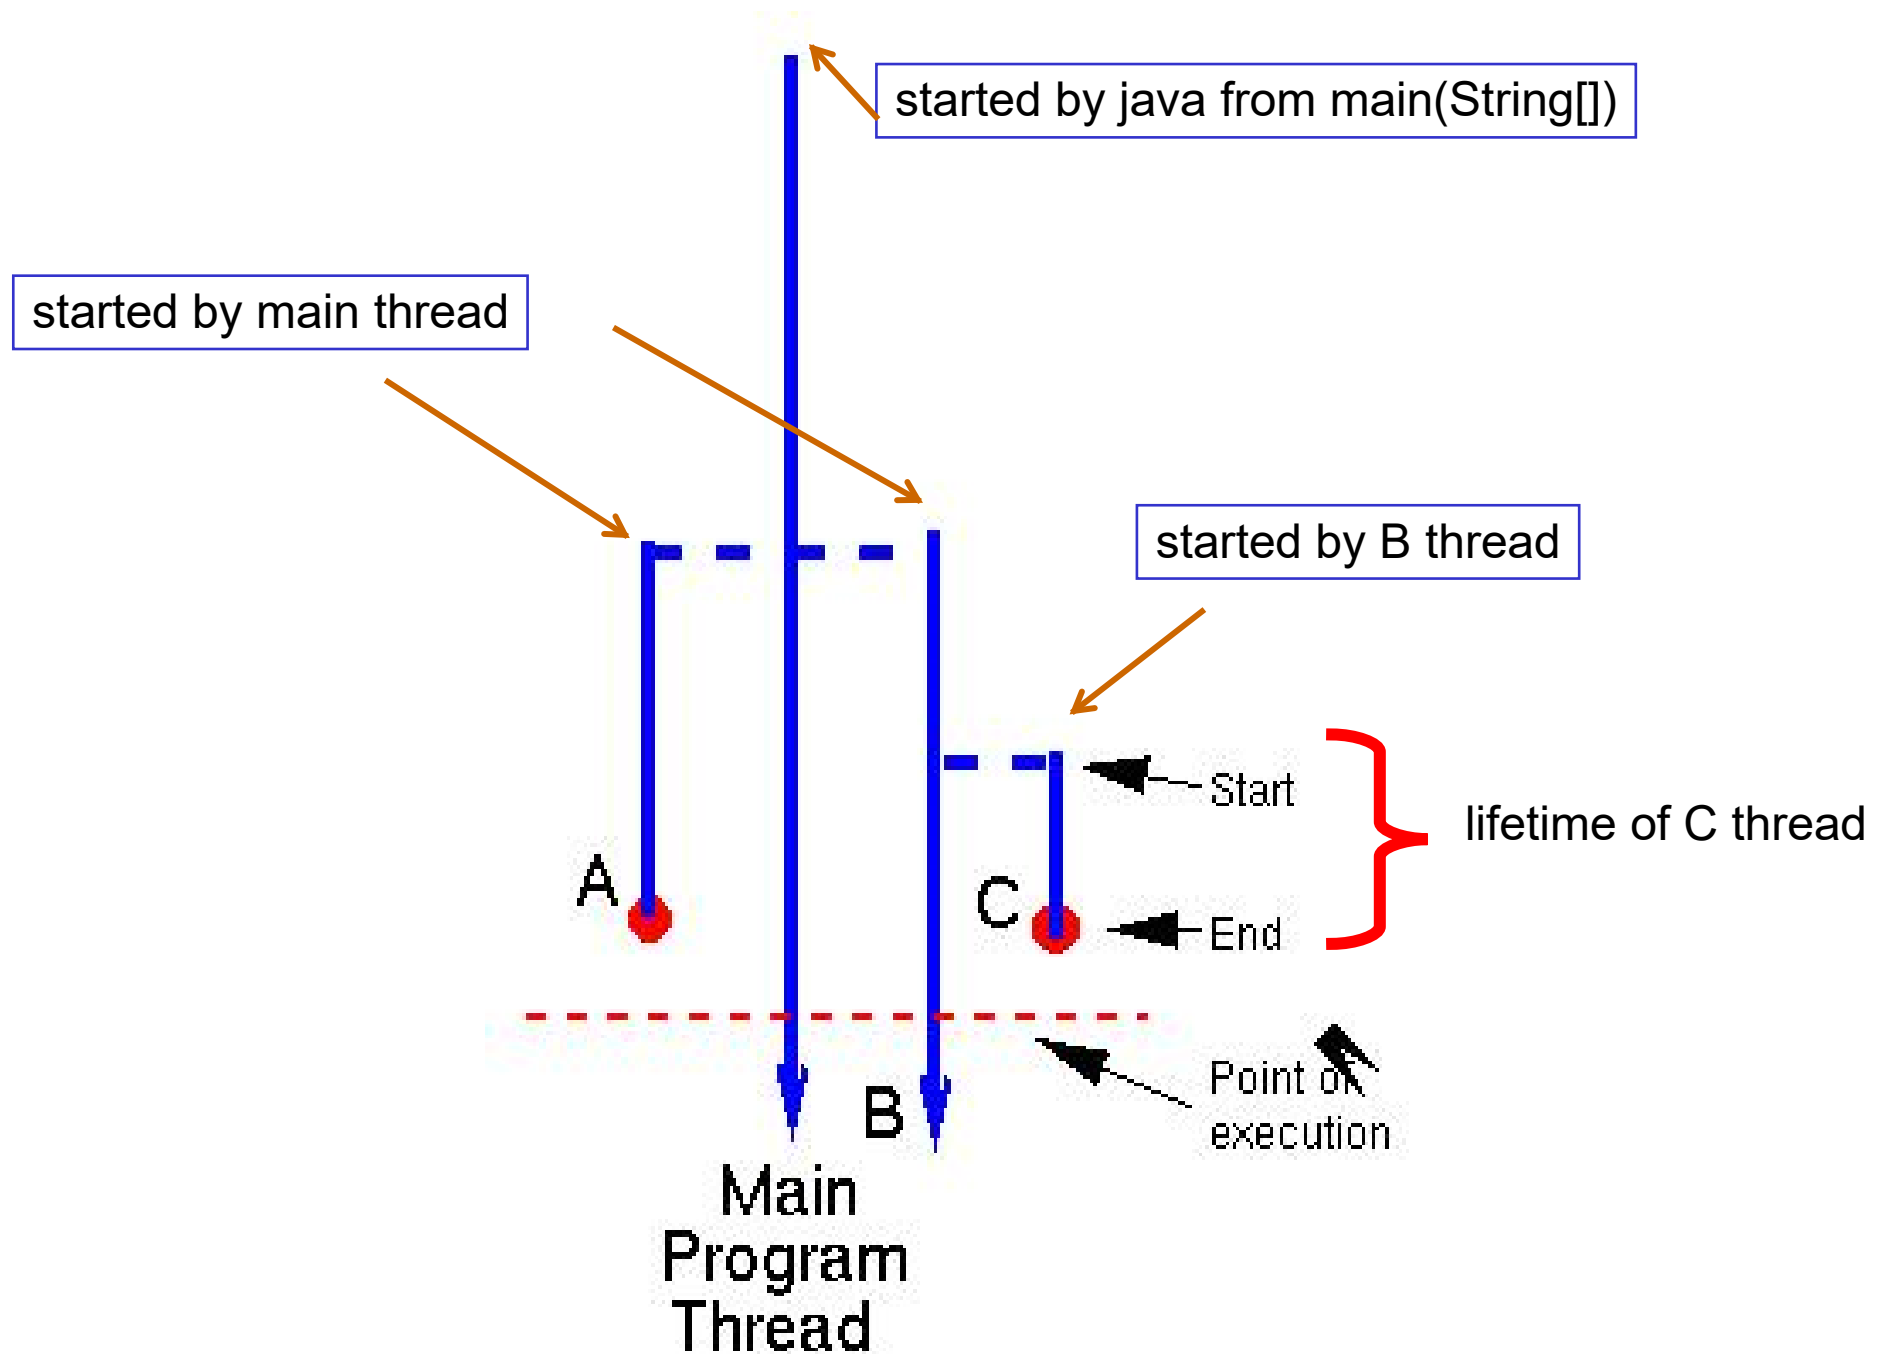 started by java from main(String[])
started by main thread
started by B thread
Start
lifetime of C thread
A
C
End
Point of
execution
B
Main
Program
Thread